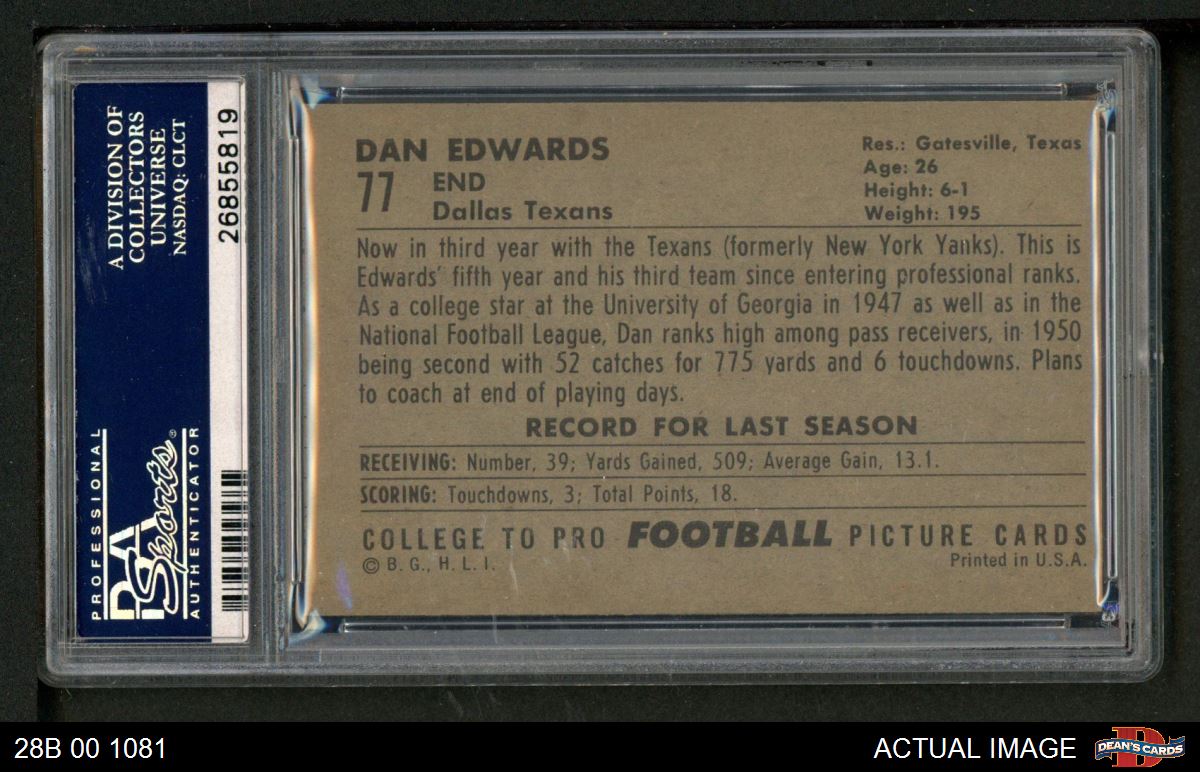 A DIVISION OF
COLLECTORS
UNIVERSE
NASDAQ: CLCT
26855819
PROFESSIONAL
PSA
Sports®
AUTHENTICATOR
DAN EDWARDS
77
END
Dallas Texans
Res.: Gatesville, Texas
Age: 26
Height: 6-1
Weight: 195
Now in third year with the Texans (formerly New York Yanks). This is
Edwards' fifth year and his third team since entering professional ranks.
As a college star at the University of Georgia in 1947 as well as in the
National Football League, Dan ranks high among pass receivers, in 1950
being second with 52 catches for 775 yards and 6 touchdowns. Plans
to coach at end of playing days.
RECORD FOR LAST SEASON
RECEIVING: Number, 39; Yards Gained, 509; Average Gain, 13.1.
SCORING: Touchdowns, 3; Total Points, 18.
COLLEGE TO PRO FOOTBALL PICTURE CARDS
© B. G., H. L. I.
Printed in U.S.A.
28B 00 1081
ACTUAL IMAGE
D
DEAN'S CARDS